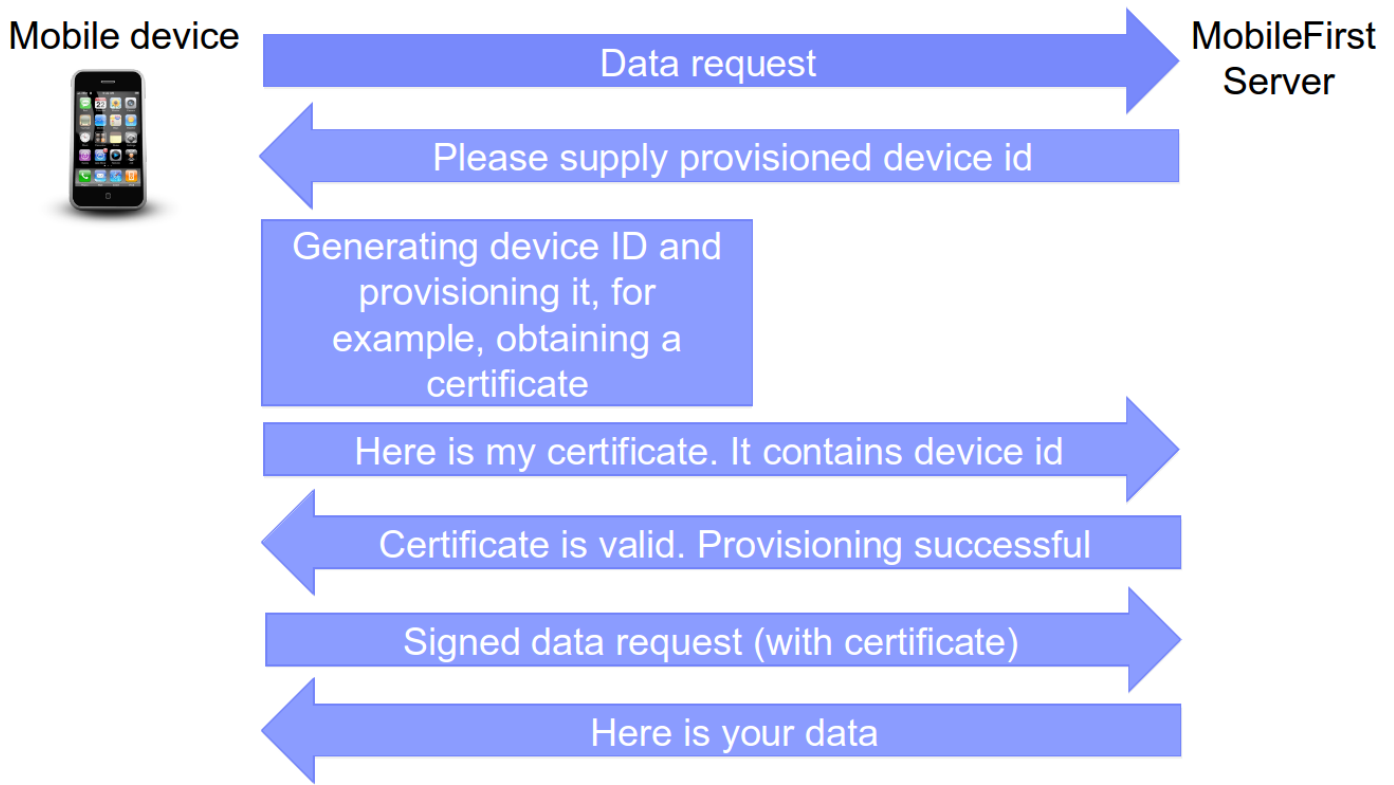 Mobile device
MobileFirst
Server
Data request
Please supply provisioned device id
Generating device ID and
provisioning it, for
example, obtaining a
certificate
Here is my certificate. It contains device id
Certificate is valid. Provisioning successful
Signed data request (with certificate)
Here is your data